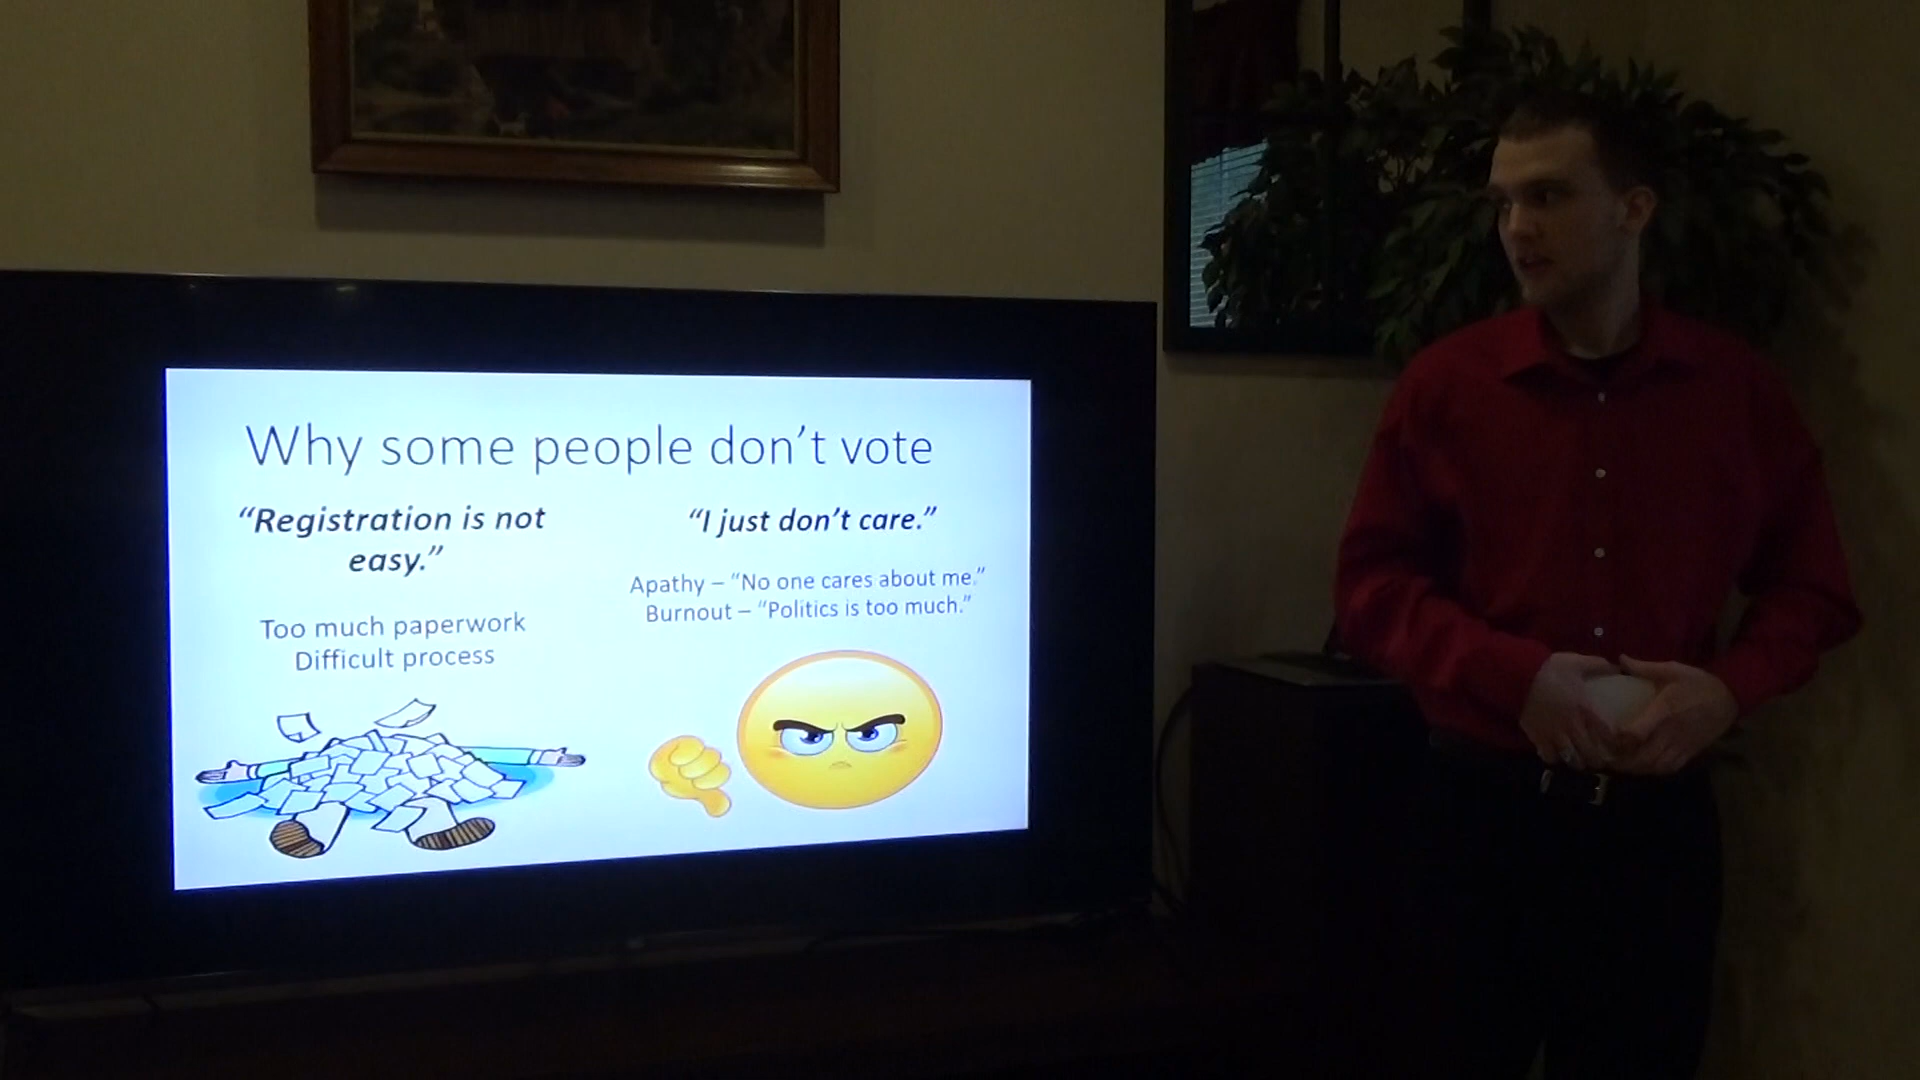 Why some people don't vote
“Registration is not
easy.”
Too much paperwork
Difficult process
“I just don't care.”
Apathy – “No one cares about me.”
Burnout – “Politics is too much.”